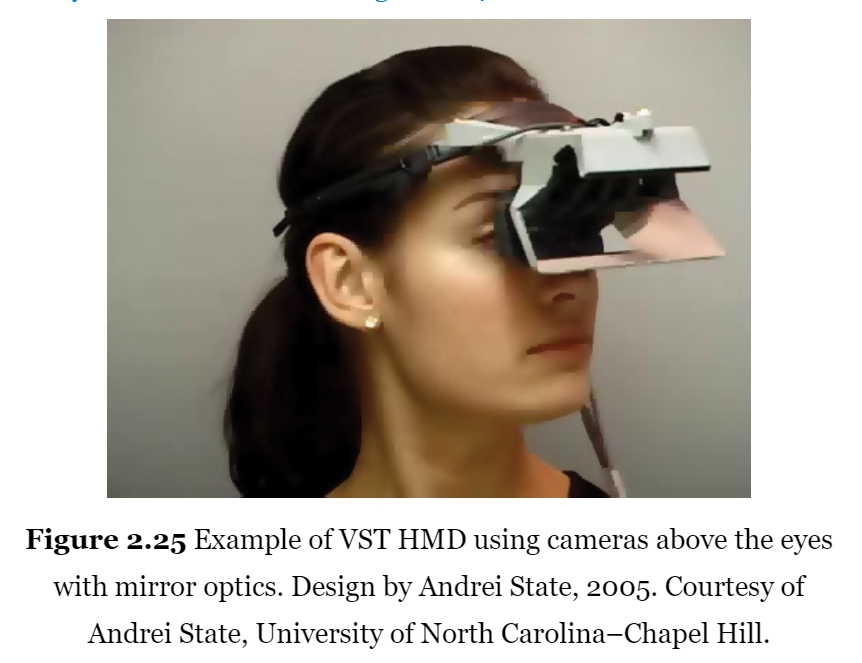 Figure 2.25 Example of VST HMD using cameras above the eyes
with mirror optics. Design by Andrei State, 2005. Courtesy of
Andrei State, University of North Carolina–Chapel Hill.